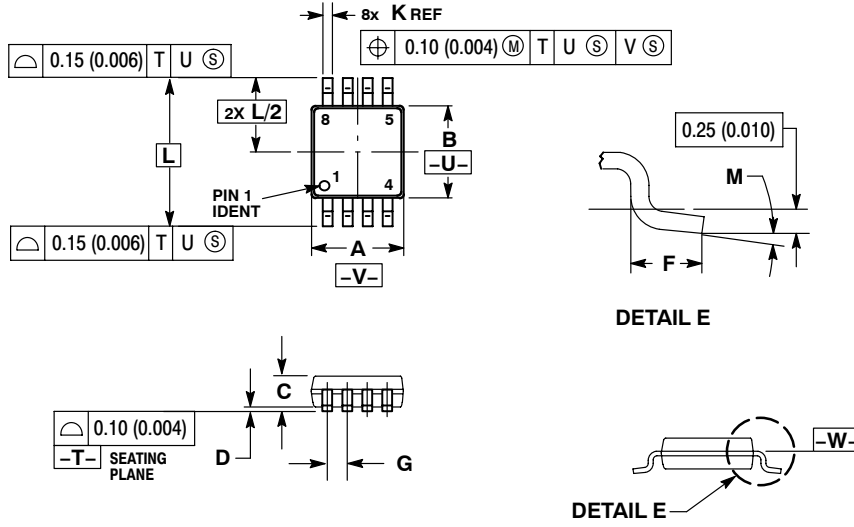 8x K REF
⌓ 0.15 (0.006) T U Ⓢ
⌖ 0.10 (0.004) Ⓜ T U Ⓢ V Ⓢ
2X L/2
8 5
B
-U-
L
PIN 1
IDENT
1 4
⌓ 0.15 (0.006) T U Ⓢ
A
-V-
0.25 (0.010)
M
F
DETAIL E
C
⌓ 0.10 (0.004)
-T- SEATING
PLANE
D
G
-W-
DETAIL E